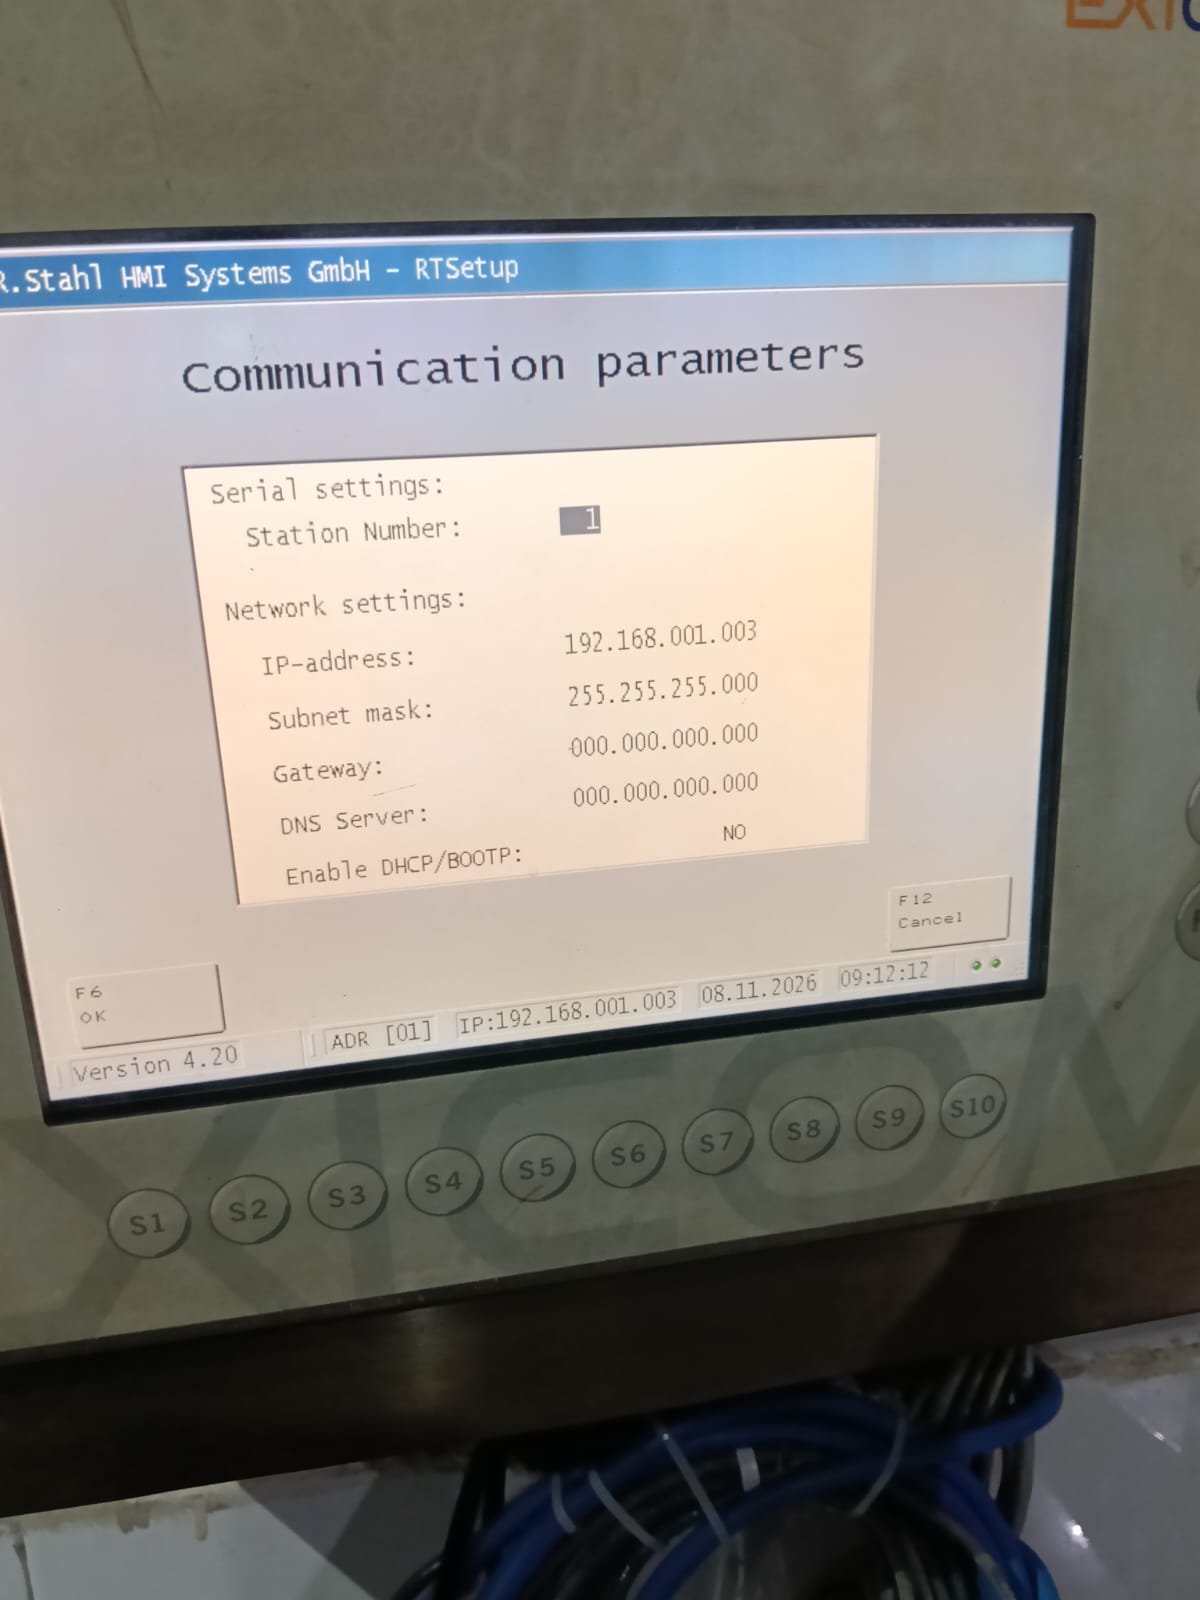 R.Stahl HMI Systems GmbH - RTSetup
Communication parameters
Serial settings:
Station Number: 1
Network settings:
IP-address: 192.168.001.003
Subnet mask: 255.255.255.000
Gateway: 000.000.000.000
DNS Server: 000.000.000.000
Enable DHCP/BOOTP: NO
F12
Cancel
F6
OK
Version 4.20 ADR [01] IP:192.168.001.003 08.11.2026 09:12:12
S1 S2 S3 S4 S5 S6 S7 S8 S9 S10